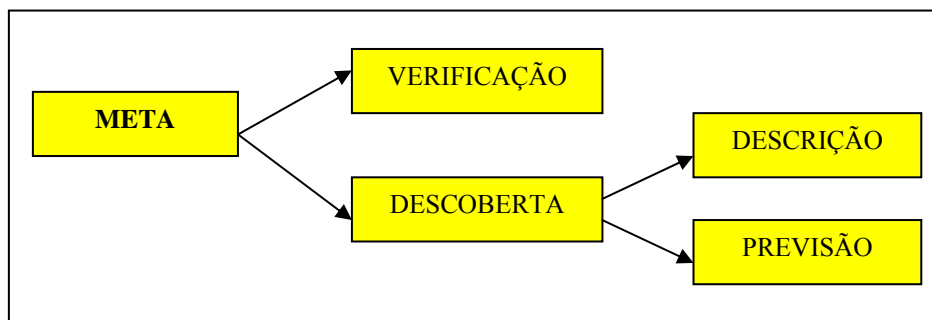 META
VERIFICAÇÃO
DESCOBERTA
DESCRIÇÃO
PREVISÃO